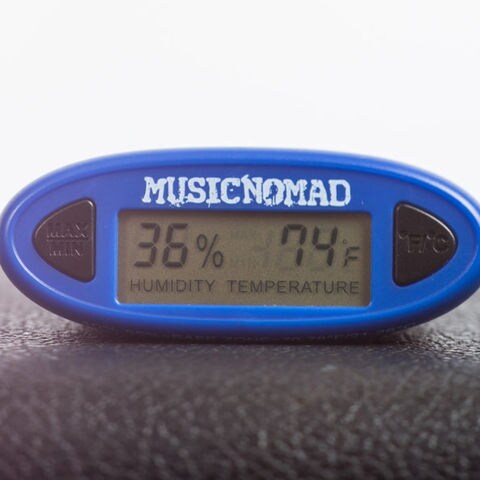 MUSICNOMAD
MAX
MIN
36% 74°F
HUMIDITY TEMPERATURE
°F/°C